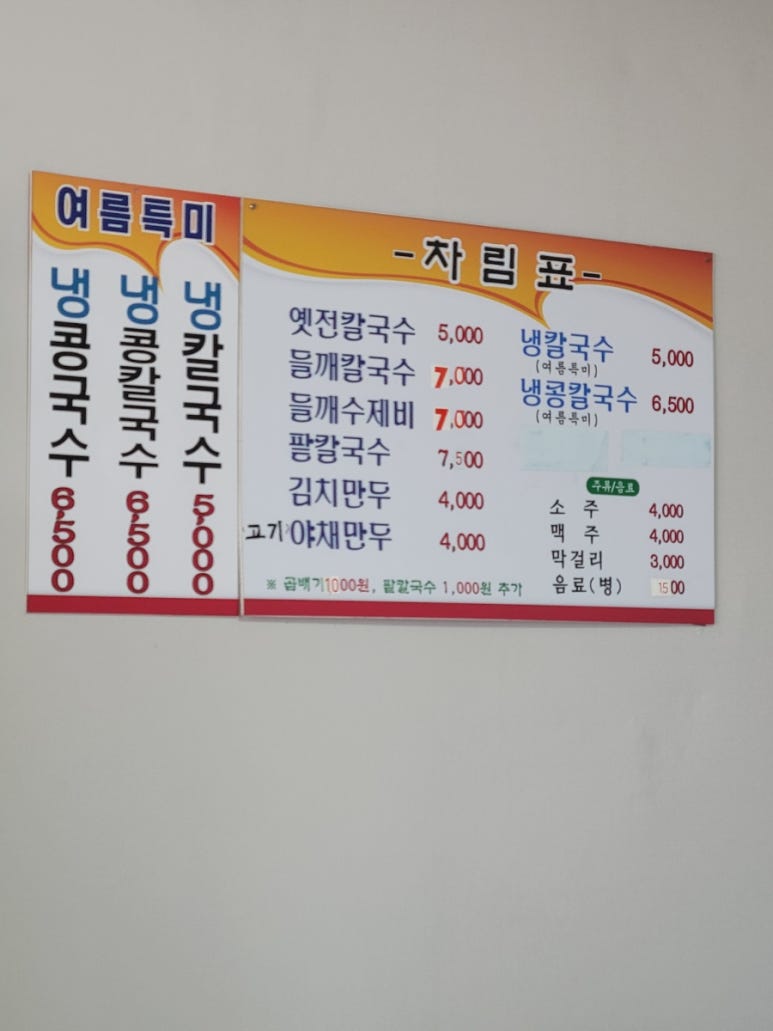 여름특미
냉콩국수 6,500
냉콩칼국수 6,500
냉칼국수 5,000
-차림표-
옛전칼국수 5,000
들깨칼국수 7,000
들깨수제비 7,000
팥칼국수 7,500
김치만두 4,000
고기야채만두 4,000
※ 곱배기1000원, 팥칼국수 1,000원 추가
냉칼국수 5,000
(여름특미)
냉콩칼국수 6,500
(여름특미)
주류/음료
소 주 4,000
맥 주 4,000
막걸리 3,000
음료(병) 1500